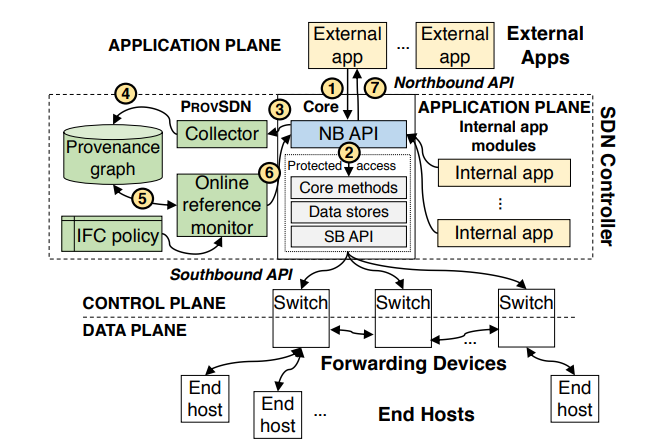 APPLICATION PLANE
External
app
...
External
app
External
Apps
1
7
Northbound API
4
PROVSDN
3
Core
APPLICATION PLANE
Internal app
modules
SDN Controller
Collector
NB API
Provenance
graph
2
6
Protected access
Internal app
Core methods
5
Online
reference
monitor
Data stores
...
IFC policy
SB API
Internal app
Southbound API
CONTROL PLANE
DATA PLANE
Switch
Switch
Switch
...
Forwarding Devices
End
host
End
host
...
End Hosts
End
host